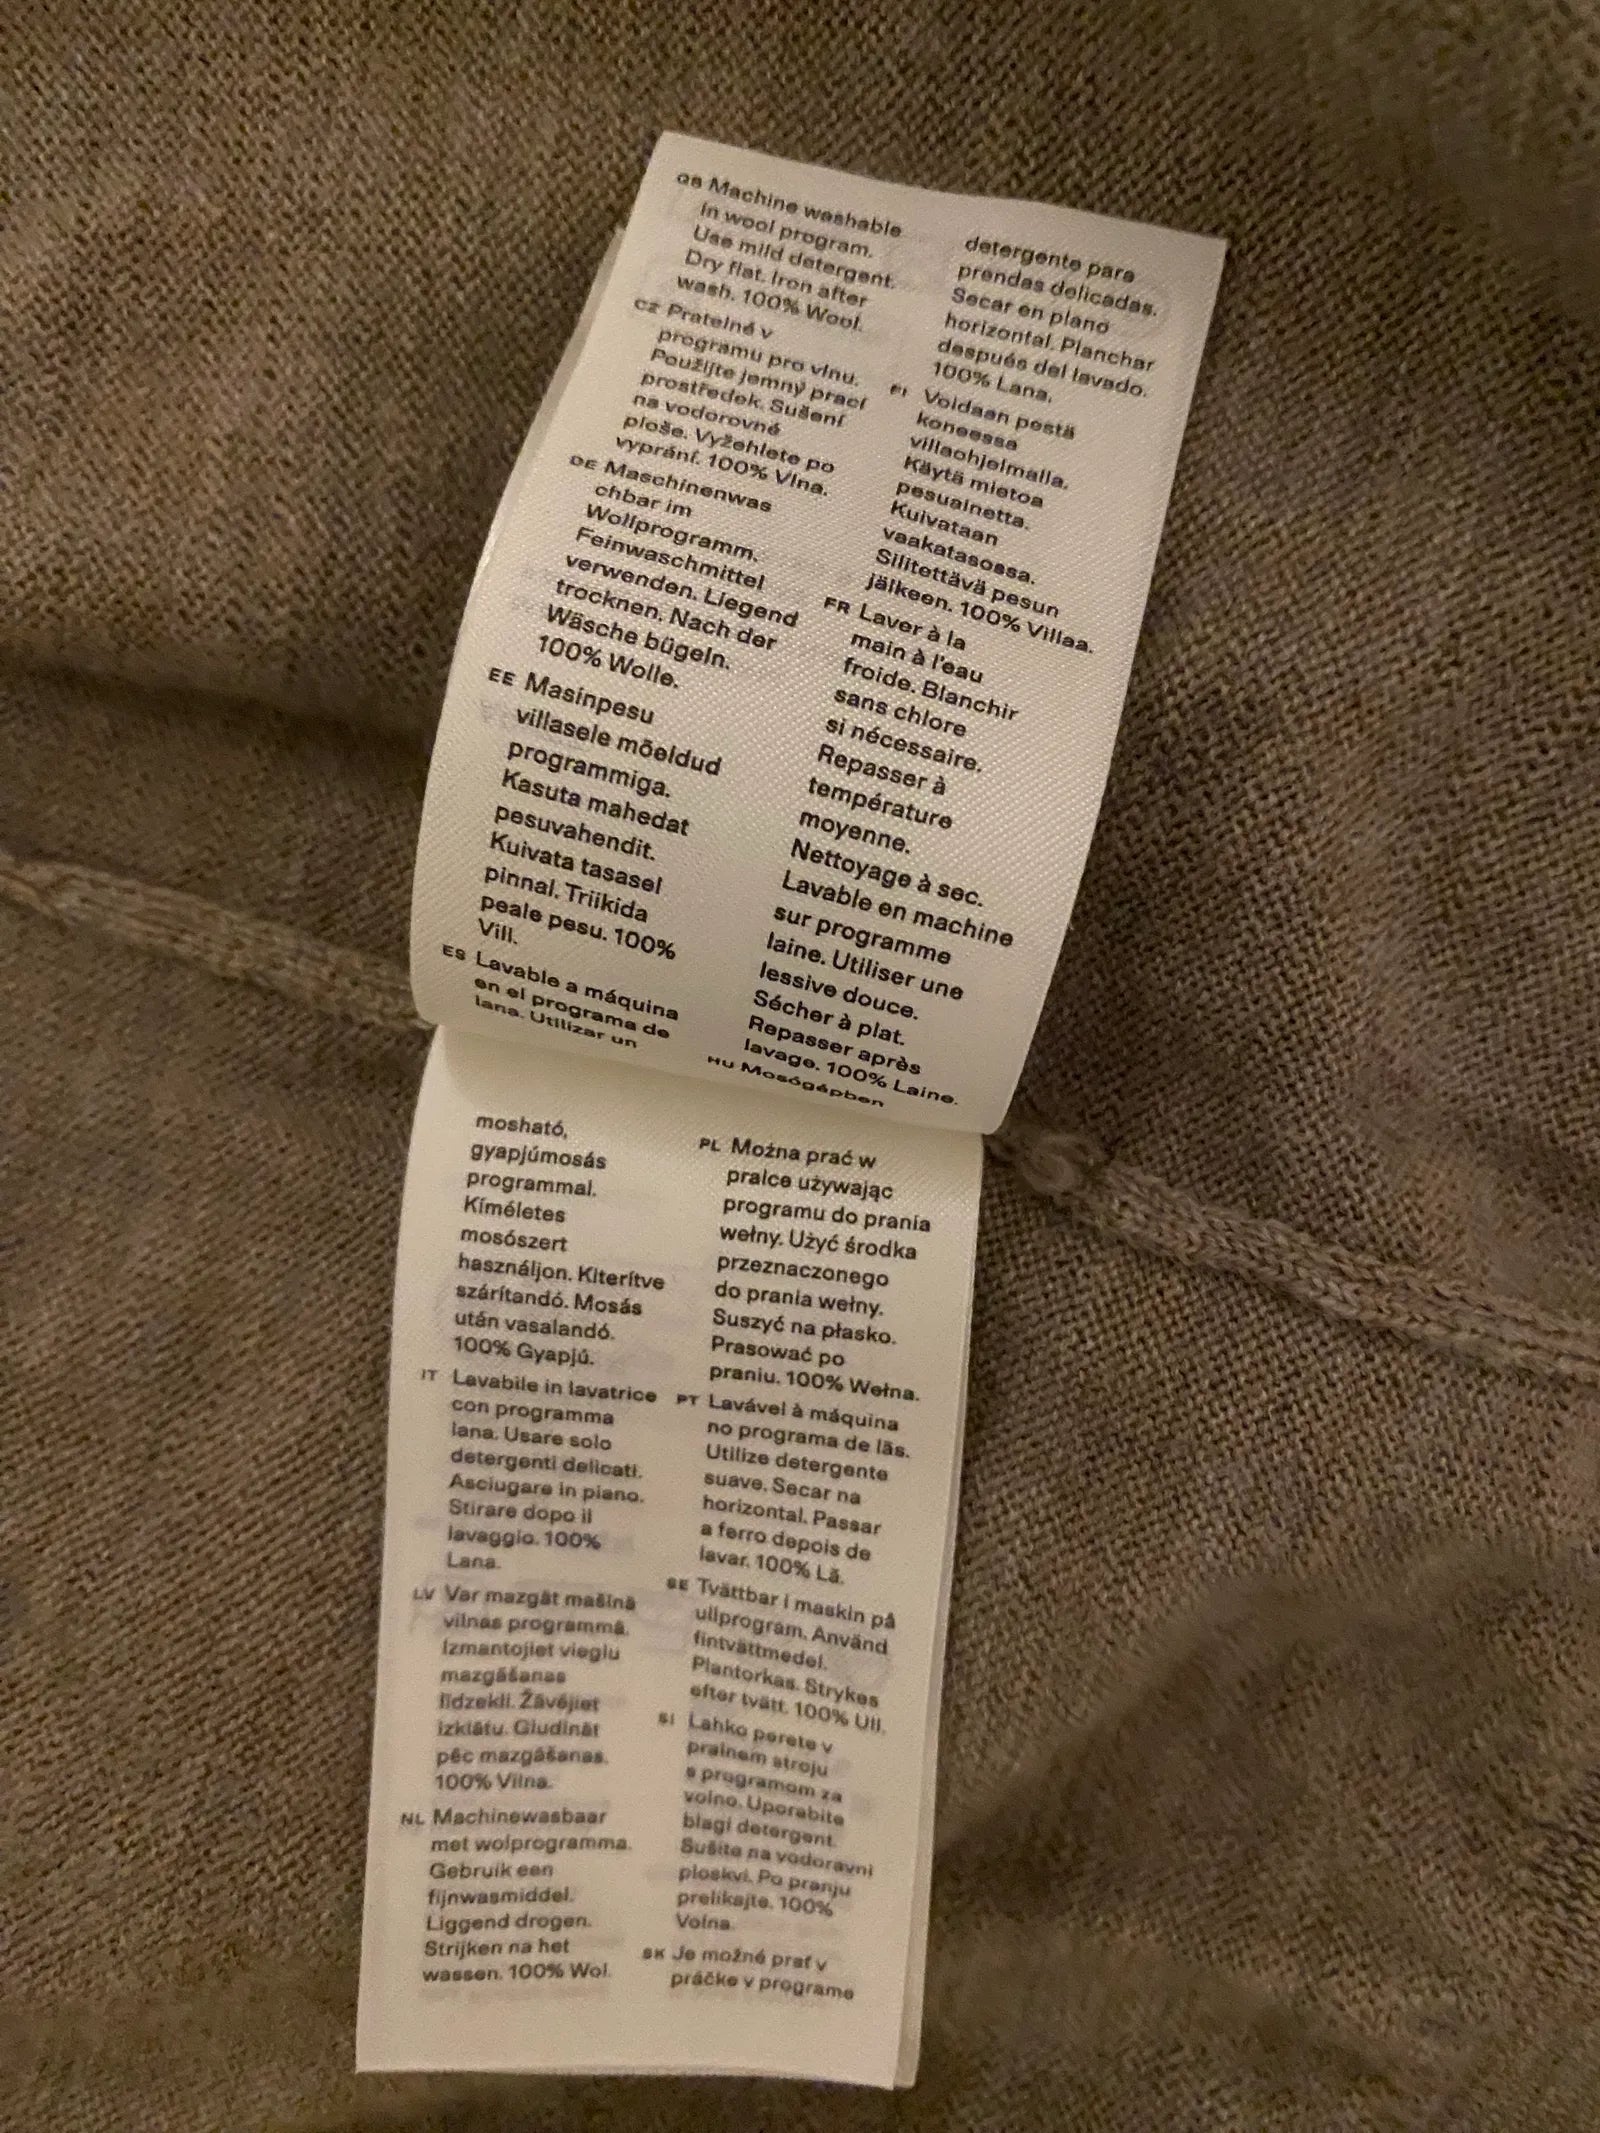 GB Machine washable
in wool program.
Use mild detergent.
Dry flat. Iron after
wash. 100% Wool.
CZ Pratelné v
programu pro vlnu.
Použijte jemný prací
prostředek. Sušení
na vodorovné
ploše. Vyžehlete po
vyprání. 100% Vlna.
DE Maschinenwas
chbar im
Wollprogramm.
Feinwaschmittel
verwenden. Liegend
trocknen. Nach der
Wäsche bügeln.
100% Wolle.
EE Masinpesu
villasele mõeldud
programmiga.
Kasuta mahedat
pesuvahendit.
Kuivata tasasel
pinnal. Triikida
peale pesu. 100%
Vill.
ES Lavable a máquina
en el programa de
lana. Utilizar un
detergente para
prendas delicadas.
Secar en plano
horizontal. Planchar
después del lavado.
100% Lana.
FI Voidaan pestä
koneessa
villaohjelmalla.
Käytä mietoa
pesuainetta.
Kuivataan
vaakatasossa.
Silitettävä pesun
jälkeen. 100% Villaa.
FR Laver à la
main à l'eau
froide. Blanchir
sans chlore
si nécessaire.
Repasser à
température
moyenne.
Nettoyage à sec.
Lavable en machine
sur programme
laine. Utiliser une
lessive douce.
Sécher à plat.
Repasser après
lavage. 100% Laine.
HU Mosógépben
mosható,
gyapjúmosás
programmal.
Kíméletes
mosószert
használjon. Kiterítve
szárítandó. Mosás
után vasalandó.
100% Gyapjú.
IT Lavabile in lavatrice
con programma
lana. Usare solo
detergenti delicati.
Asciugare in piano.
Stirare dopo il
lavaggio. 100%
Lana.
LV Var mazgāt mašīnā
vilnas programmā.
Izmantojiet vieglu
mazgāšanas
līdzekli. Žāvējiet
izklātu. Gludināt
pēc mazgāšanas.
100% Vilna.
NL Machinewasbaar
met wolprogramma.
Gebruik een
fijnwasmiddel.
Liggend drogen.
Strijken na het
wassen. 100% Wol.
PL Można prać w
pralce używając
programu do prania
wełny. Użyć środka
przeznaczonego
do prania wełny.
Suszyć na płasko.
Prasować po
praniu. 100% Wełna.
PT Lavável à máquina
no programa de lãs.
Utilize detergente
suave. Secar na
horizontal. Passar
a ferro depois de
lavar. 100% Lã.
SE Tvättbar i maskin på
ullprogram. Använd
fintvättmedel.
Plantorkas. Strykes
efter tvätt. 100% Ull.
SI Lahko perete v
pralnem stroju
s programom za
volno. Uporabite
blagi detergent.
Sušite na vodoravni
ploskvi. Po pranju
prelikajte. 100%
Volna.
SK Je možné prať v
práčke v programe